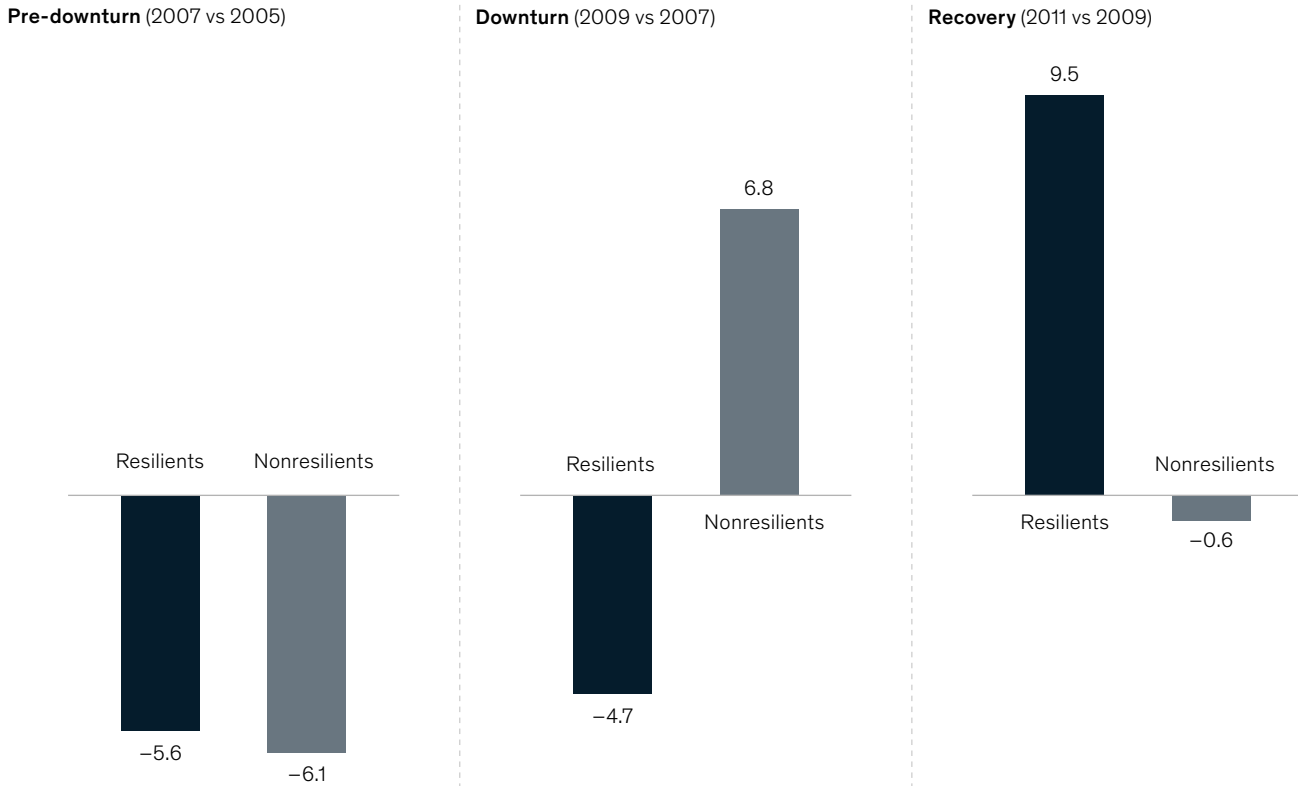 Pre-downturn (2007 vs 2005)
Resilients
Nonresilients
–5.6
–6.1
Downturn (2009 vs 2007)
6.8
Resilients
Nonresilients
–4.7
Recovery (2011 vs 2009)
9.5
Nonresilients
Resilients
–0.6